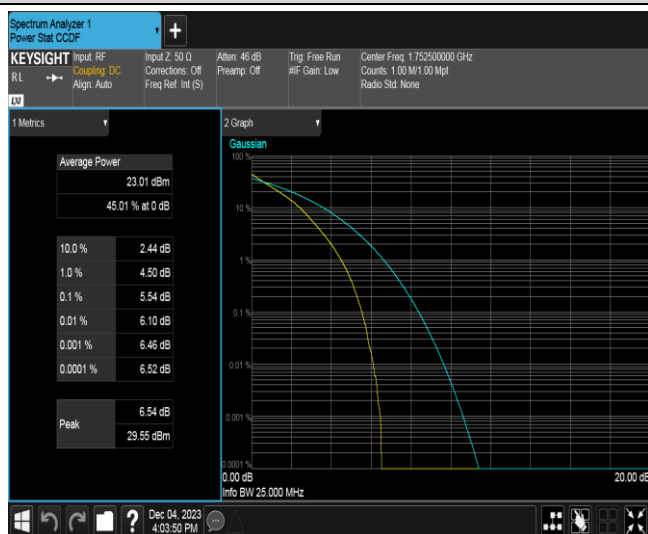 Spectrum Analyzer 1
Power Stat CCDF
+
KEYSIGHT
RL
LXI
Input: RF
Coupling: DC
Align: Auto
Input Z: 50 Ω
Corrections: Off
Freq Ref: Int (S)
Atten: 46 dB
Preamp: Off
Trig: Free Run
#IF Gain: Low
Center Freq: 1.752500000 GHz
Counts: 1.00 M/1.00 Mpt
Radio Std: None
1 Metrics
Average Power
23.01 dBm
45.01 % at 0 dB
10.0 % 2.44 dB
1.0 % 4.50 dB
0.1 % 5.54 dB
0.01 % 6.10 dB
0.001 % 6.46 dB
0.0001 % 6.52 dB
Peak 6.54 dB
29.55 dBm
2 Graph
Gaussian
100 %
10 %
1 %
0.1 %
0.01 %
0.001 %
0.0001 %
0.00 dB 20.00 dB
Info BW 25.000 MHz
? Dec 04, 2023
4:03:50 PM